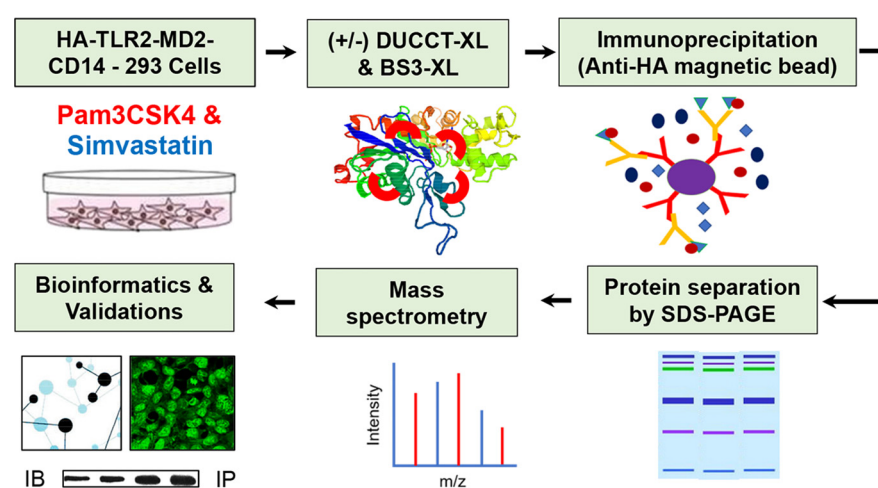 HA-TLR2-MD2-
CD14 - 293 Cells
(+/-) DUCCT-XL
& BS3-XL
Immunoprecipitation
(Anti-HA magnetic bead)
Pam3CSK4 &
Simvastatin
Bioinformatics &
Validations
Mass
spectrometry
Protein separation
by SDS-PAGE
Intensity
m/z
IB
IP